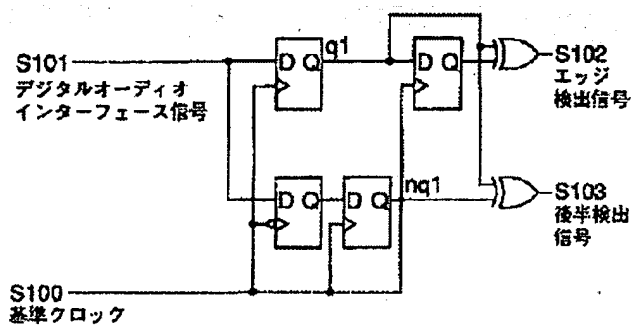 q1
S101
D Q
D Q
S102
デジタルオーディオ
インターフェース信号
エッジ
検出信号
D Q
D Q
nq1
S103
後半検出
信号
S100
基準クロック